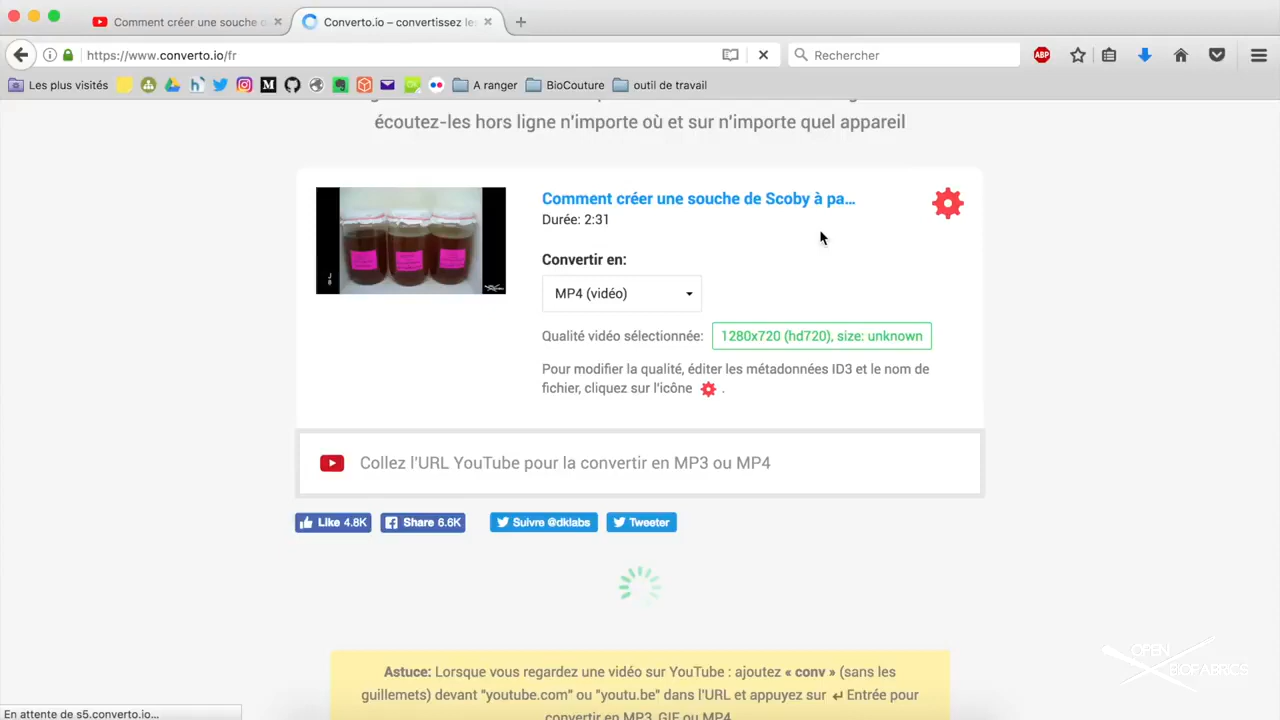 Comment créer une souche
Converto.io – convertissez les
https://www.converto.io/fr
Rechercher
ABP
Les plus visités
A ranger
BioCouture
outil de travail
écoutez-les hors ligne n'importe où et sur n'importe quel appareil
Comment créer une souche de Scoby à pa...
Durée: 2:31
Convertir en:
MP4 (vidéo)
Qualité vidéo sélectionnée: 1280x720 (hd720), size: unknown
Pour modifier la qualité, éditer les métadonnées ID3 et le nom de
fichier, cliquez sur l'icône .
Collez l'URL YouTube pour la convertir en MP3 ou MP4
Like 4.8K
Share 6.6K
Suivre @dklabs
Tweeter
Astuce: Lorsque vous regardez une vidéo sur YouTube : ajoutez « conv » (sans les
guillemets) devant "youtube.com" ou "youtu.be" dans l'URL et appuyez sur ↵ Entrée pour
convertir en MP3, GIF ou MP4
OPEN
BIOFABRICS
En attente de s5.converto.io...